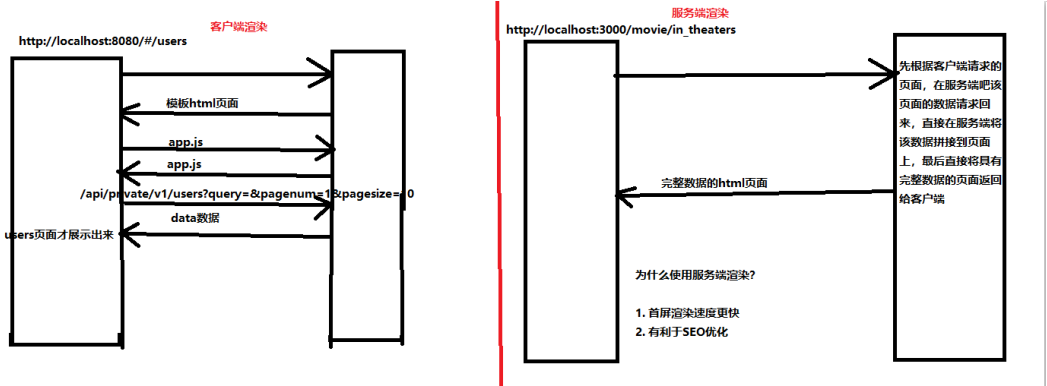 客户端渲染
http://localhost:8080/#/users
模板html页面
app.js
app.js
/api/private/v1/users?query=&pagenum=1&pagesize=10
data数据
users页面才展示出来
服务端渲染
http://localhost:3000/movie/in_theaters
先根据客户端请求的
页面，在服务端吧该
页面的数据请求回
来，直接在服务端将
该数据拼接到页面
上，最后直接将具有
完整数据的页面返回
给客户端
完整数据的html页面
为什么使用服务端渲染?
1. 首屏渲染速度更快
2. 有利于SEO优化